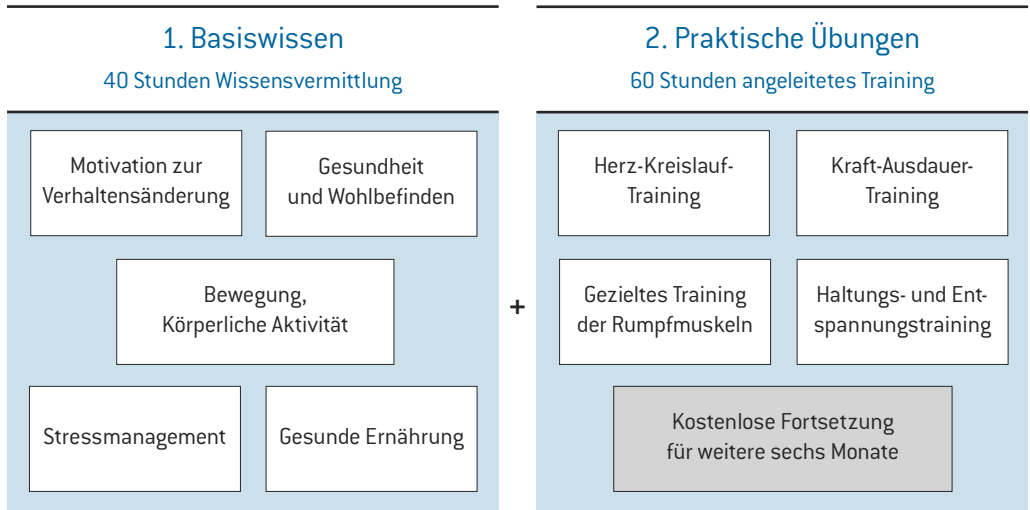 1. Basiswissen
40 Stunden Wissensvermittlung
Motivation zur
Verhaltensänderung
Gesundheit
und Wohlbefinden
Bewegung,
Körperliche Aktivität
Stressmanagement
Gesunde Ernährung
+
2. Praktische Übungen
60 Stunden angeleitetes Training
Herz-Kreislauf-
Training
Kraft-Ausdauer-
Training
Gezieltes Training
der Rumpfmuskeln
Haltungs- und Ent-
spannungstraining
Kostenlose Fortsetzung
für weitere sechs Monate